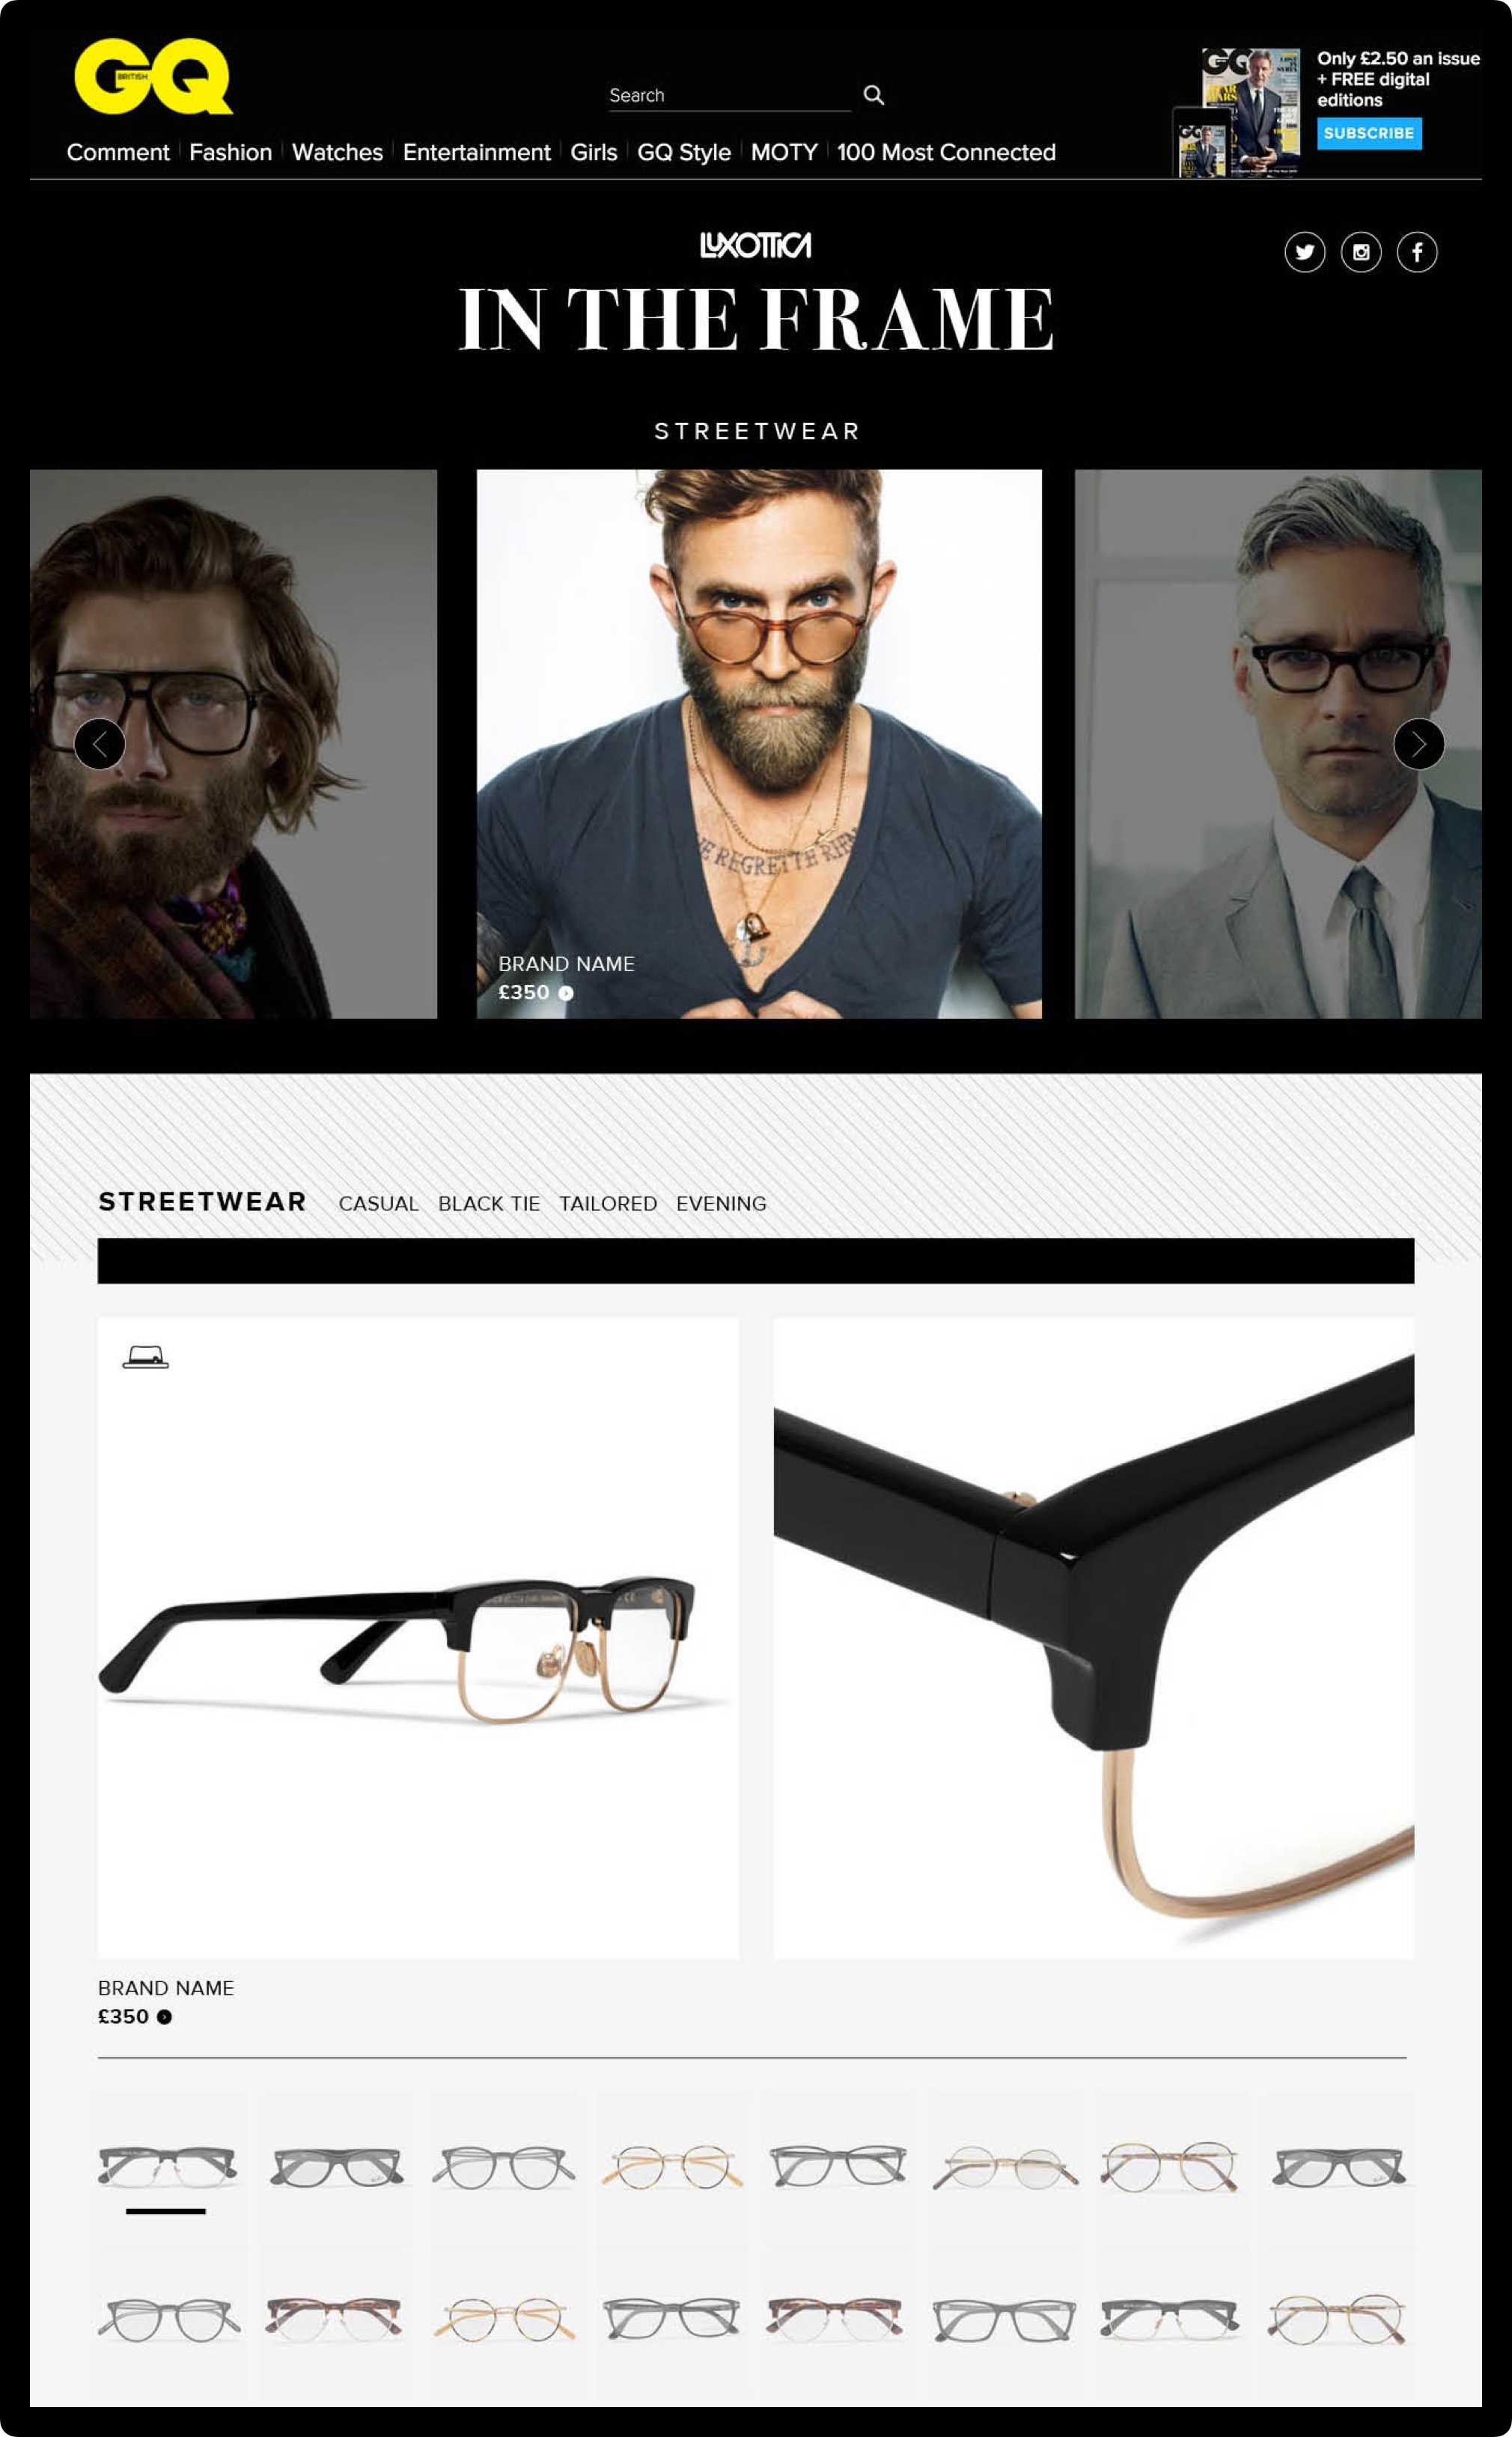 GQ
BRITISH
Search
Only £2.50 an issue
+ FREE digital
editions
SUBSCRIBE
Comment Fashion Watches Entertainment Girls GQ Style MOTY 100 Most Connected
LUXOTTICA
IN THE FRAME
STREETWEAR
REGRETTE RIEN
BRAND NAME
£350
STREETWEAR CASUAL BLACK TIE TAILORED EVENING
BRAND NAME
£350